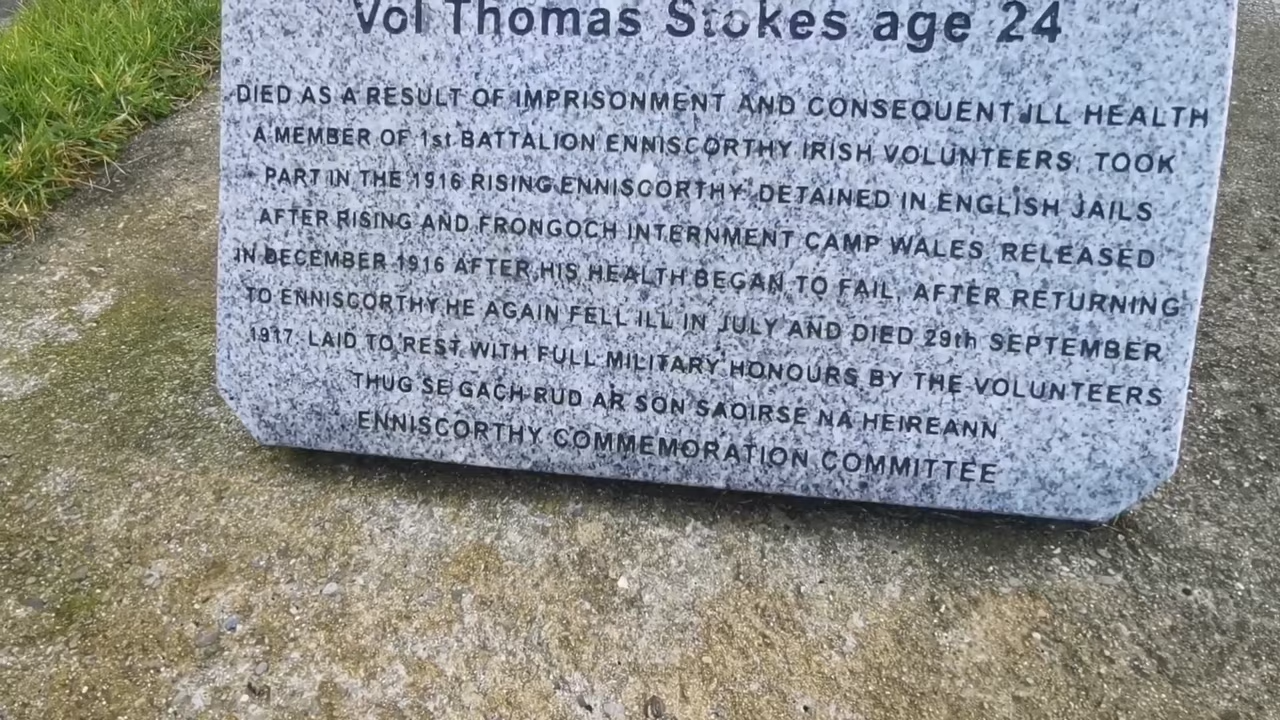 Vol Thomas Stokes age 24
DIED AS A RESULT OF IMPRISONMENT AND CONSEQUENT ILL HEALTH
A MEMBER OF 1st BATTALION ENNISCORTHY IRISH VOLUNTEERS, TOOK
PART IN THE 1916 RISING ENNISCORTHY DETAINED IN ENGLISH JAILS
AFTER RISING AND FRONGOCH INTERNMENT CAMP WALES RELEASED
IN DECEMBER 1916 AFTER HIS HEALTH BEGAN TO FAIL, AFTER RETURNING
TO ENNISCORTHY HE AGAIN FELL ILL IN JULY AND DIED 29th SEPTEMBER
1917, LAID TO REST WITH FULL MILITARY HONOURS BY THE VOLUNTEERS
THUG SE GACH RUD AR SON SAOIRSE NA HEIREANN
ENNISCORTHY COMMEMORATION COMMITTEE